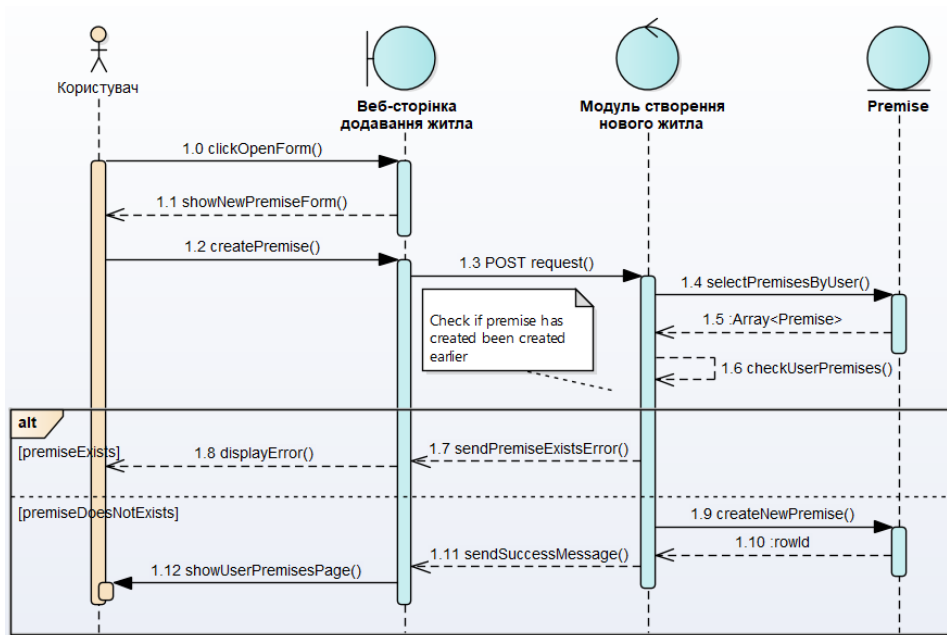 Користувач
Веб-сторінка
додавання житла
Модуль створення
нового житла
Premise
1.0 clickOpenForm()
1.1 showNewPremiseForm()
1.2 createPremise()
1.3 POST request()
1.4 selectPremisesByUser()
Check if premise has
created been created
earlier
1.5 :Array<Premise>
1.6 checkUserPremises()
alt
[premiseExists]
1.7 sendPremiseExistsError()
1.8 displayError()
[premiseDoesNotExists]
1.9 createNewPremise()
1.10 :rowId
1.11 sendSuccessMessage()
1.12 showUserPremisesPage()